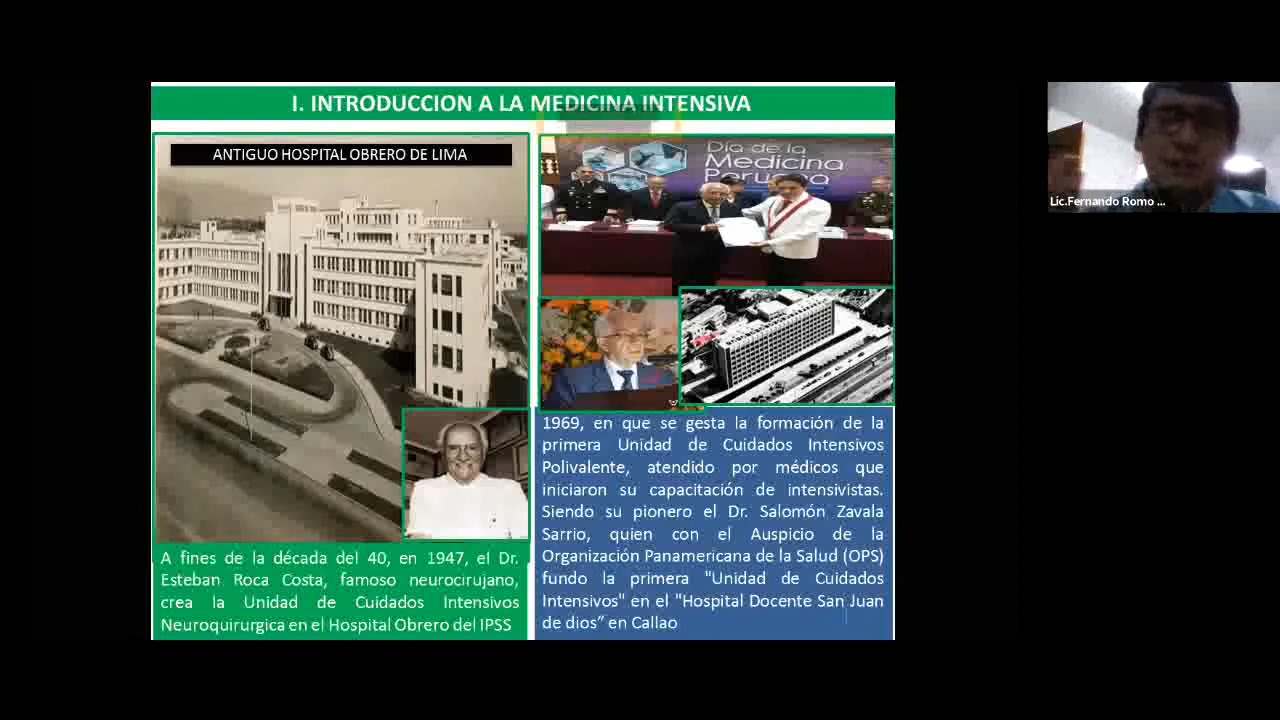 I. INTRODUCCION A LA MEDICINA INTENSIVA
ANTIGUO HOSPITAL OBRERO DE LIMA
A fines de la década del 40, en 1947, el Dr.
Esteban Roca Costa, famoso neurocirujano,
crea la Unidad de Cuidados Intensivos
Neuroquirurgica en el Hospital Obrero del IPSS
Día de la
Medicina
Peruana
1969, en que se gesta la formación de la
primera Unidad de Cuidados Intensivos
Polivalente, atendido por médicos que
iniciaron su capacitación de intensivistas.
Siendo su pionero el Dr. Salomón Zavala
Sarrio, quien con el Auspicio de la
Organización Panamericana de la Salud (OPS)
fundo la primera "Unidad de Cuidados
Intensivos" en el "Hospital Docente San Juan
de dios” en Callao
Lic.Fernando Romo ...